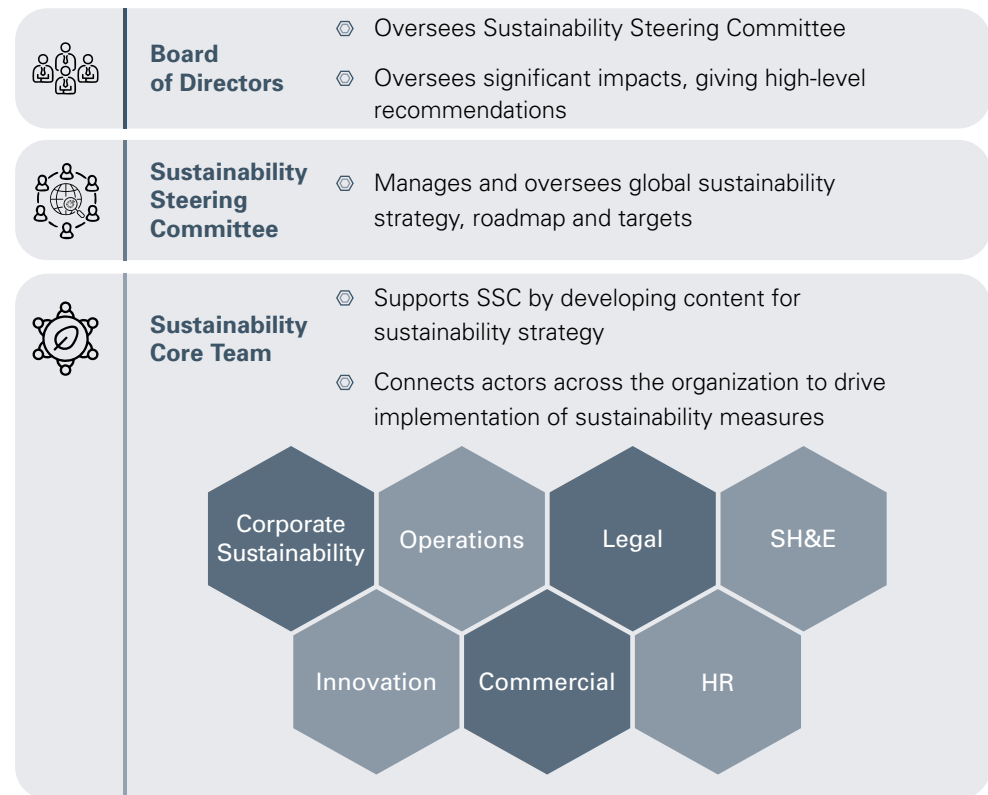 Board
of Directors
Oversees Sustainability Steering Committee
Oversees significant impacts, giving high-level
recommendations
Sustainability
Steering
Committee
Manages and oversees global sustainability
strategy, roadmap and targets
Sustainability
Core Team
Supports SSC by developing content for
sustainability strategy
Connects actors across the organization to drive
implementation of sustainability measures
Corporate
Sustainability
Operations
Legal
SH&E
Innovation
Commercial
HR